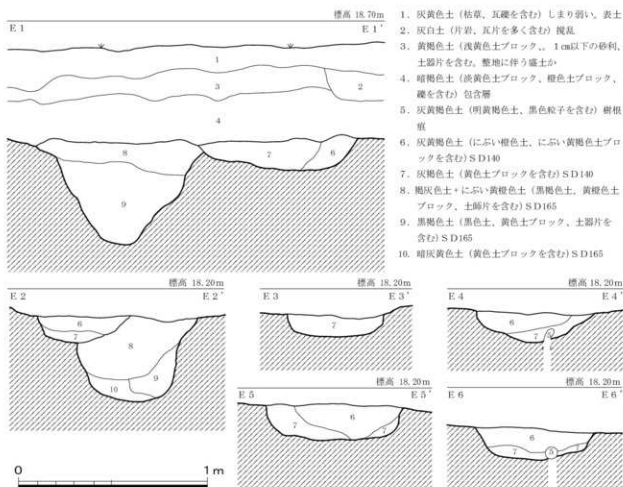 標高 18.70m
E 1
E 1'
1
2
3
4
8
7
6
9
1. 灰黄色土（枯草、瓦礫を含む）しまり弱い、表土
2. 灰白土（片岩、瓦片を多く含む）攪乱
3. 黄褐色土（浅黄色土ブロック、。１㎝以下の砂利、
土器片を含む。整地に伴う盛土か
4. 暗褐色土（淡黄色土ブロック、橙色土ブロック、
礫を含む）包含層
5. 灰黄褐色土（明黄褐色土、黒色粒子を含む）樹根
痕
6. 灰黄褐色土（にぶい橙色土、にぶい黄褐色土ブロ
ックを含む）SD140
7. 灰褐色土（黄色土ブロックを含む）SD140
8. 褐灰色土＋にぶい黄橙色土（黒褐色土、黄橙色土
ブロック、土師片を含む）SD165
9. 黒褐色土（黒色土、黄色土ブロック、土器片を
含む）SD165
10. 暗灰黄色土（黄色土ブロックを含む）SD165
標高 18.20m
E 2
E 2'
6
7
8
9
10
標高 18.20m
E 3
E 3'
7
標高 18.20m
E 4
E 4'
6
7
5
標高 18.20m
E 5
E 5'
6
7
7
標高 18.20m
E 6
E 6'
6
7
5
7
0
1 m